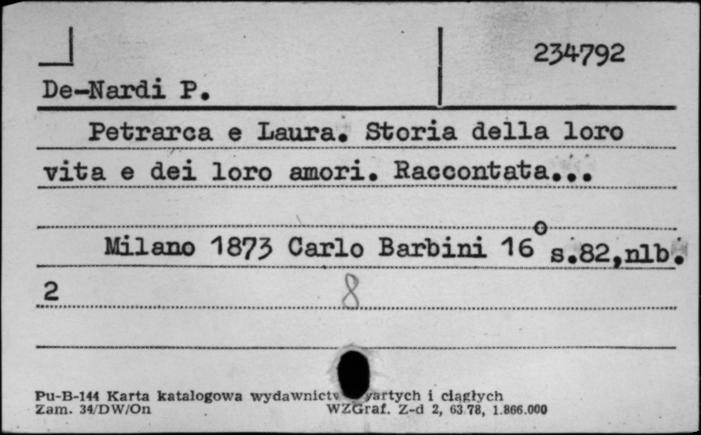 234792
De-Nardi P.
Petrarca e Laura. Storia della loro
vita e dei loro amori. Raccontata...
Milano 1873 Carlo Barbini 16° s.82,nlb.
2 8
Pu-B-144 Karta katalogowa wydawnictw zwartych i ciągłych
Zam. 34/DW/On WZGraf. Z-d 2, 63.78, 1.866.000